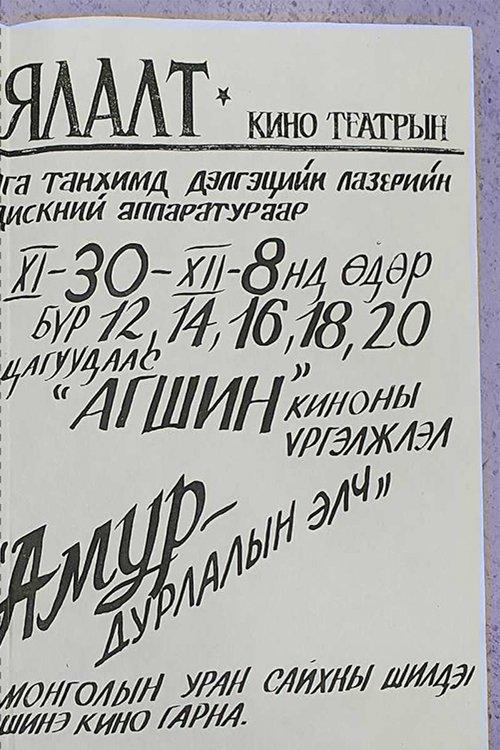 ЯЛАЛТ ★ КИНО ТЕАТРЫН
ТАНХИМД ДЭЛГЭЦИЙН ЛАЗЕРИЙН
ДИСКНИЙ АППАРАТУРААР
XI-30-XII-8НД ӨДӨР
БҮР 12, 14, 16, 18, 20
ЦАГУУДААС
"АГШИН" КИНОНЫ
ҮРГЭЛЖЛЭЛ
"Амур-
ДУРЛАЛЫН ЭЛЧ"
МОНГОЛЫН УРАН САЙХНЫ ШИЛДЭГ
ШИНЭ КИНО ГАРНА.